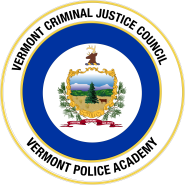 VERMONT CRIMINAL JUSTICE COUNCIL
VERMONT POLICE ACADEMY